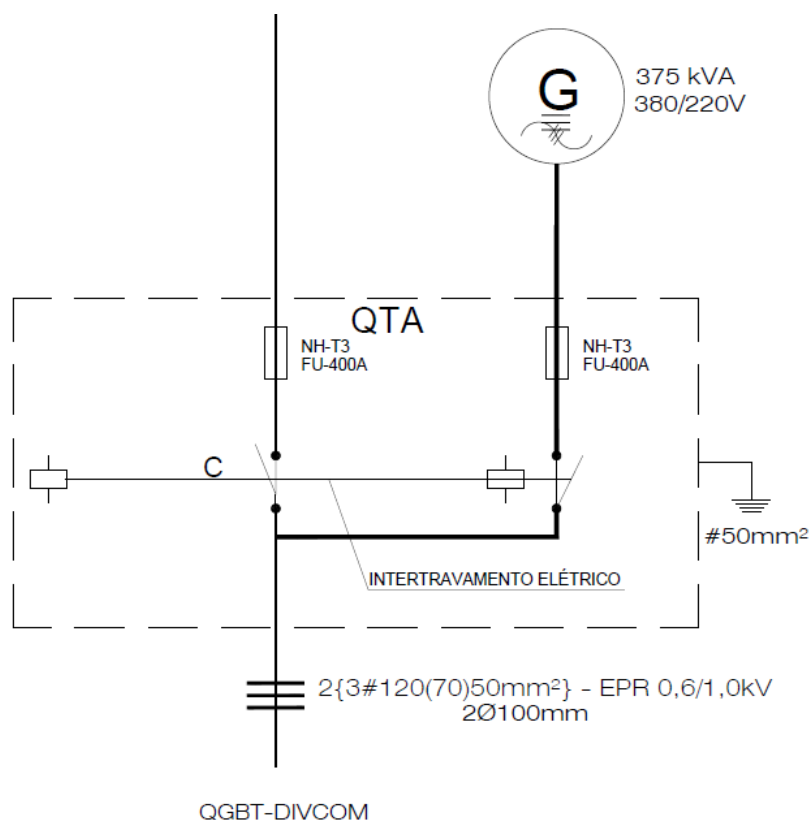 G
375 kVA
380/220V
QTA
NH-T3
FU-400A
NH-T3
FU-400A
C
#50mm²
INTERTRAVAMENTO ELÉTRICO
2{3#120(70)50mm²} - EPR 0,6/1,0kV
2Ø100mm
QGBT-DIVCOM